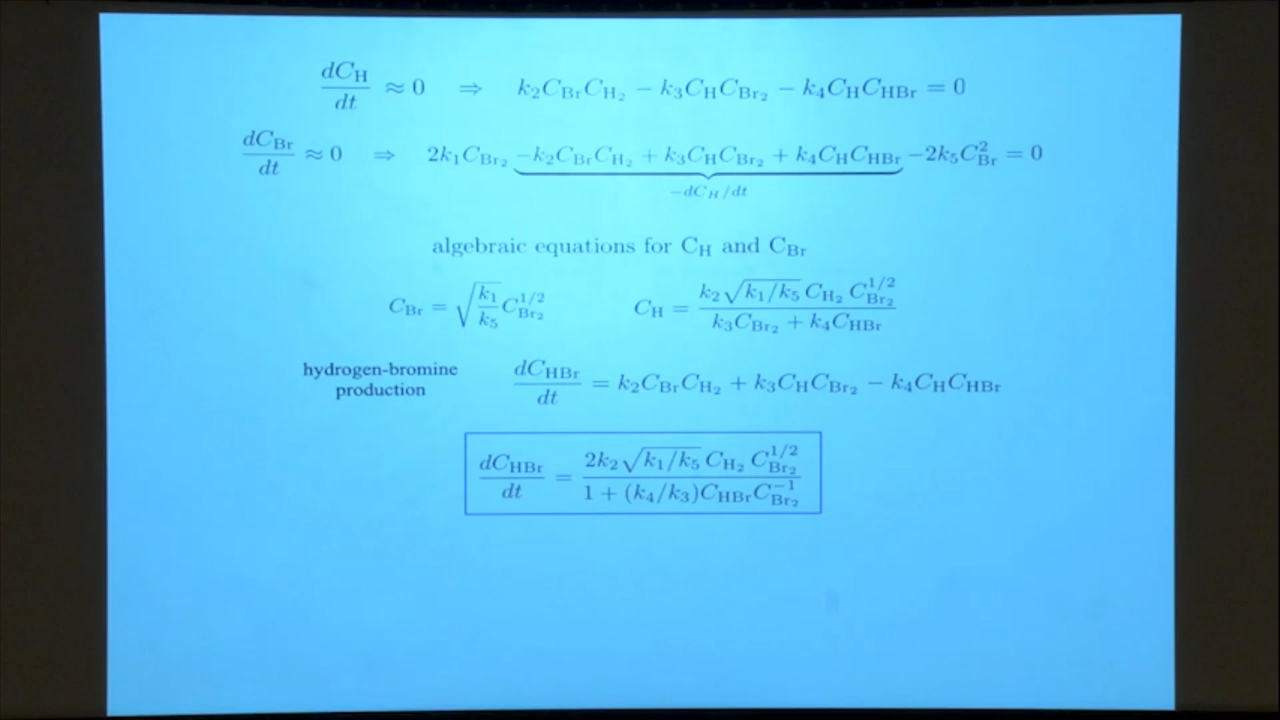 dC_H/dt ≈ 0 ⇒ k₂C_Br C_H₂ − k₃C_H C_Br₂ − k₄C_H C_HBr = 0
dC_Br/dt ≈ 0 ⇒ 2k₁C_Br₂ −k₂C_Br C_H₂ + k₃C_H C_Br₂ + k₄C_H C_HBr −2k₅C²_Br = 0
−dC_H/dt
algebraic equations for C_H and C_Br
C_Br = √(k₁/k₅) C_Br₂^{1/2} C_H = (k₂√(k₁/k₅) C_H₂ C_Br₂^{1/2})/(k₃C_Br₂ + k₄C_HBr)
hydrogen-bromine
production
dC_HBr/dt = k₂C_Br C_H₂ + k₃C_H C_Br₂ − k₄C_H C_HBr
dC_HBr/dt = (2k₂√(k₁/k₅) C_H₂ C_Br₂^{1/2})/(1 + (k₄/k₃)C_HBr C_Br₂^{−1})